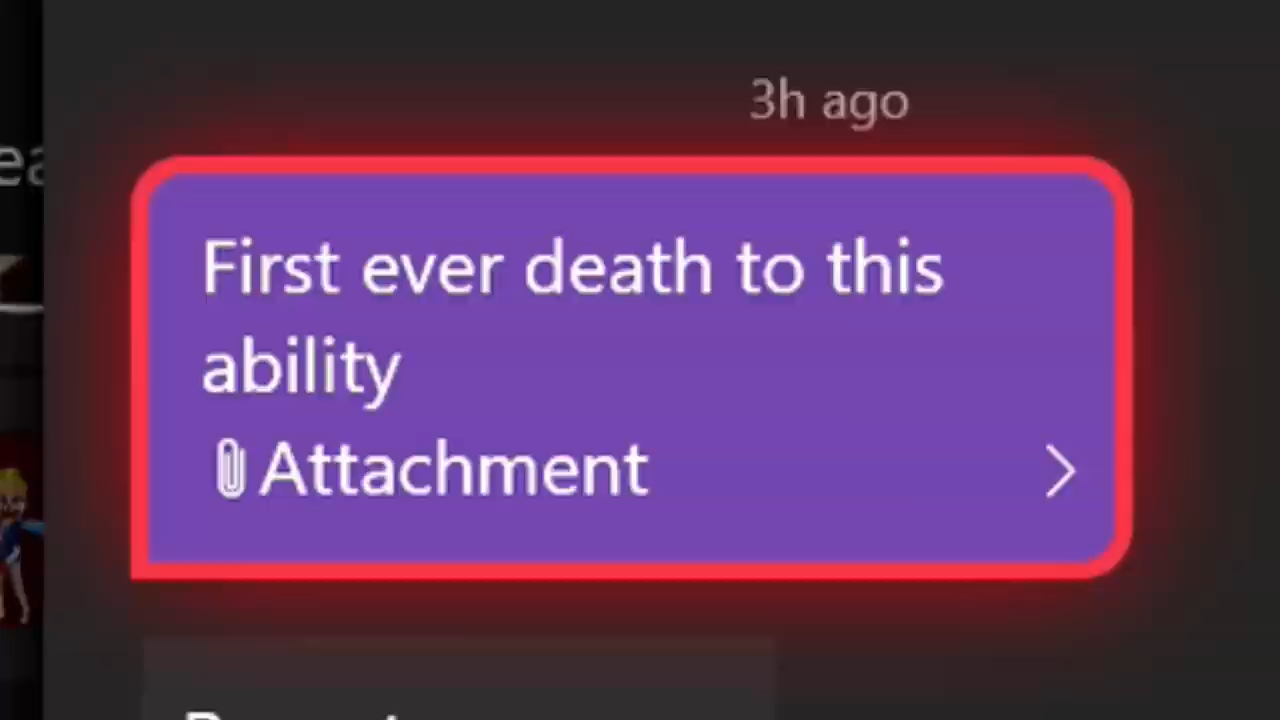 3h ago
First ever death to this
ability
Attachment